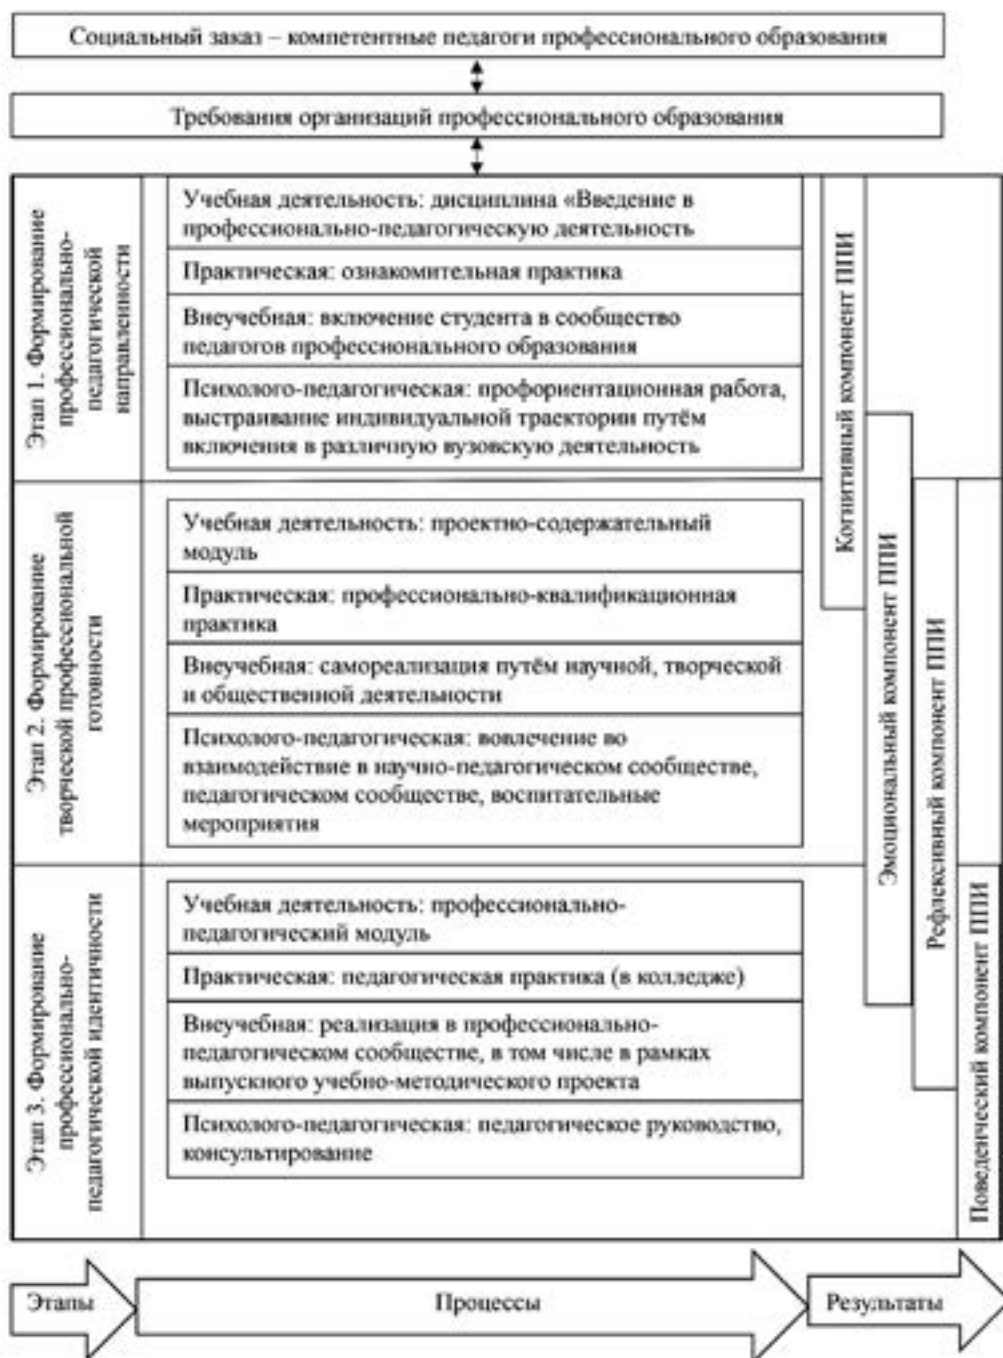 Социальный заказ – компетентные педагоги профессионального образования
Требования организаций профессионального образования
Этап 1. Формирование
профессионально-
педагогической
направленности
Учебная деятельность: дисциплина «Введение в
профессионально-педагогическую деятельность
Практическая: ознакомительная практика
Внеучебная: включение студента в сообщество
педагогов профессионального образования
Психолого-педагогическая: профориентационная работа,
выстраивание индивидуальной траектории путём
включения в различную вузовскую деятельность
Этап 2. Формирование
творческой профессиональной
готовности
Учебная деятельность: проектно-содержательный
модуль
Практическая: профессионально-квалификационная
практика
Внеучебная: самореализация путём научной, творческой
и общественной деятельности
Психолого-педагогическая: вовлечение во
взаимодействие в научно-педагогическом сообществе,
педагогическом сообществе, воспитательные
мероприятия
Этап 3. Формирование
профессионально-
педагогической идентичности
Учебная деятельность: профессионально-
педагогический модуль
Практическая: педагогическая практика (в колледже)
Внеучебная: реализация в профессионально-
педагогическом сообществе, в том числе в рамках
выпускного учебно-методического проекта
Психолого-педагогическая: педагогическое руководство,
консультирование
Когнитивный компонент ППИ
Эмоциональный компонент ППИ
Рефлексивный компонент ППИ
Поведенческий компонент ППИ
Этапы
Процессы
Результаты